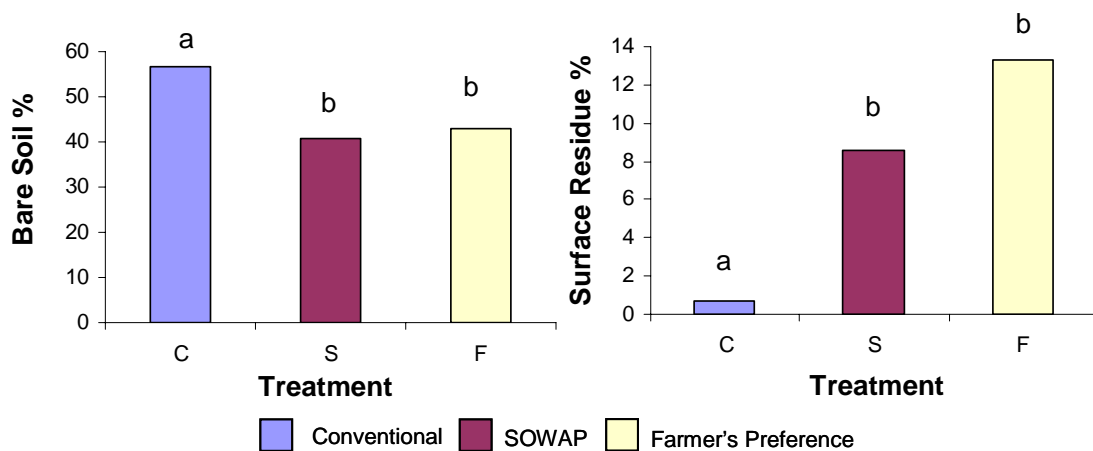 Bare Soil %
60
50
40
30
20
10
0
a
b
b
C
S
F
Treatment
Surface Residue %
14
12
10
8
6
4
2
0
a
b
b
C
S
F
Treatment
Conventional
SOWAP
Farmer's Preference